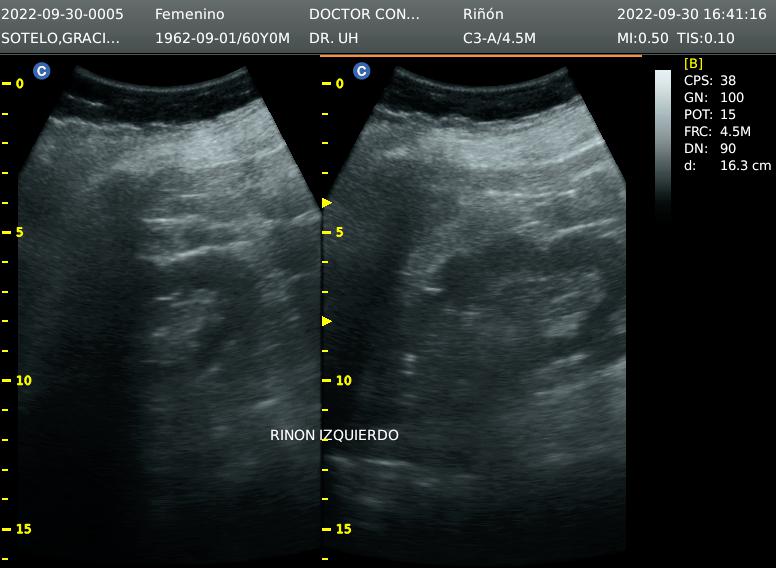 2022-09-30-0005 Femenino DOCTOR CON... Riñón 2022-09-30 16:41:16
SOTELO,GRACI... 1962-09-01/60Y0M DR. UH C3-A/4.5M MI:0.50 TIS:0.10
C
C
[B]
CPS: 38
GN: 100
POT: 15
FRC: 4.5M
DN: 90
d: 16.3 cm
0
5
10
15
0
5
10
15
RINON IZQUIERDO